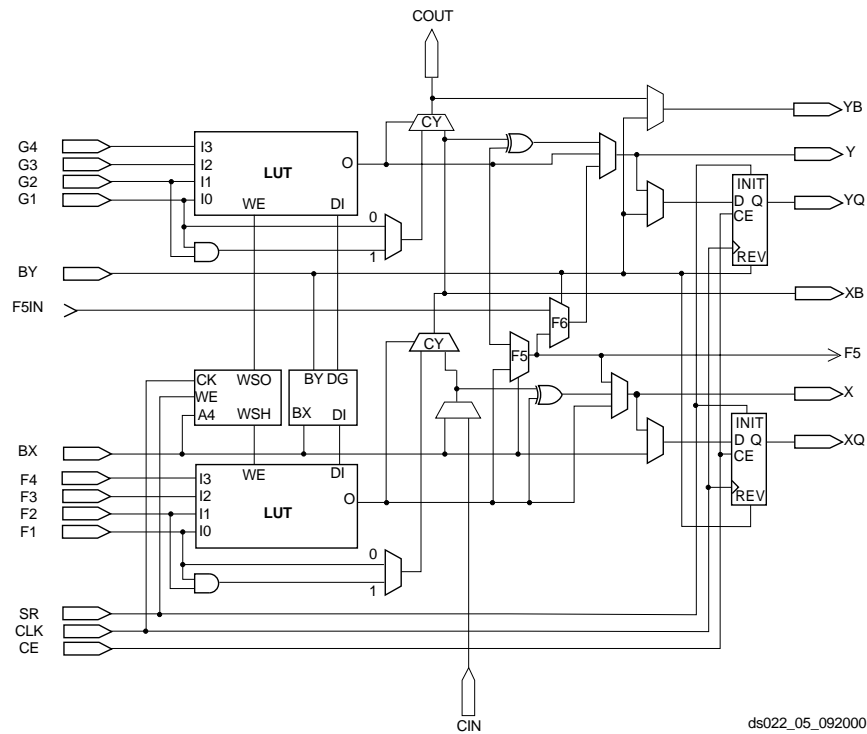 COUT
YB
CY
G4
I3
Y
G3
I2
LUT
O
G2
I1
INIT
G1
I0
WE
DI
D Q
YQ
CE
0
1
REV
BY
XB
F5IN
F6
CY
F5
F5
CK
WSO
BY DG
X
WE
WSH
BX
DI
A4
INIT
D Q
XQ
BX
CE
F4
I3
WE
DI
F3
I2
O
REV
F2
I1
LUT
F1
I0
0
1
SR
CLK
CE
CIN
ds022_05_092000